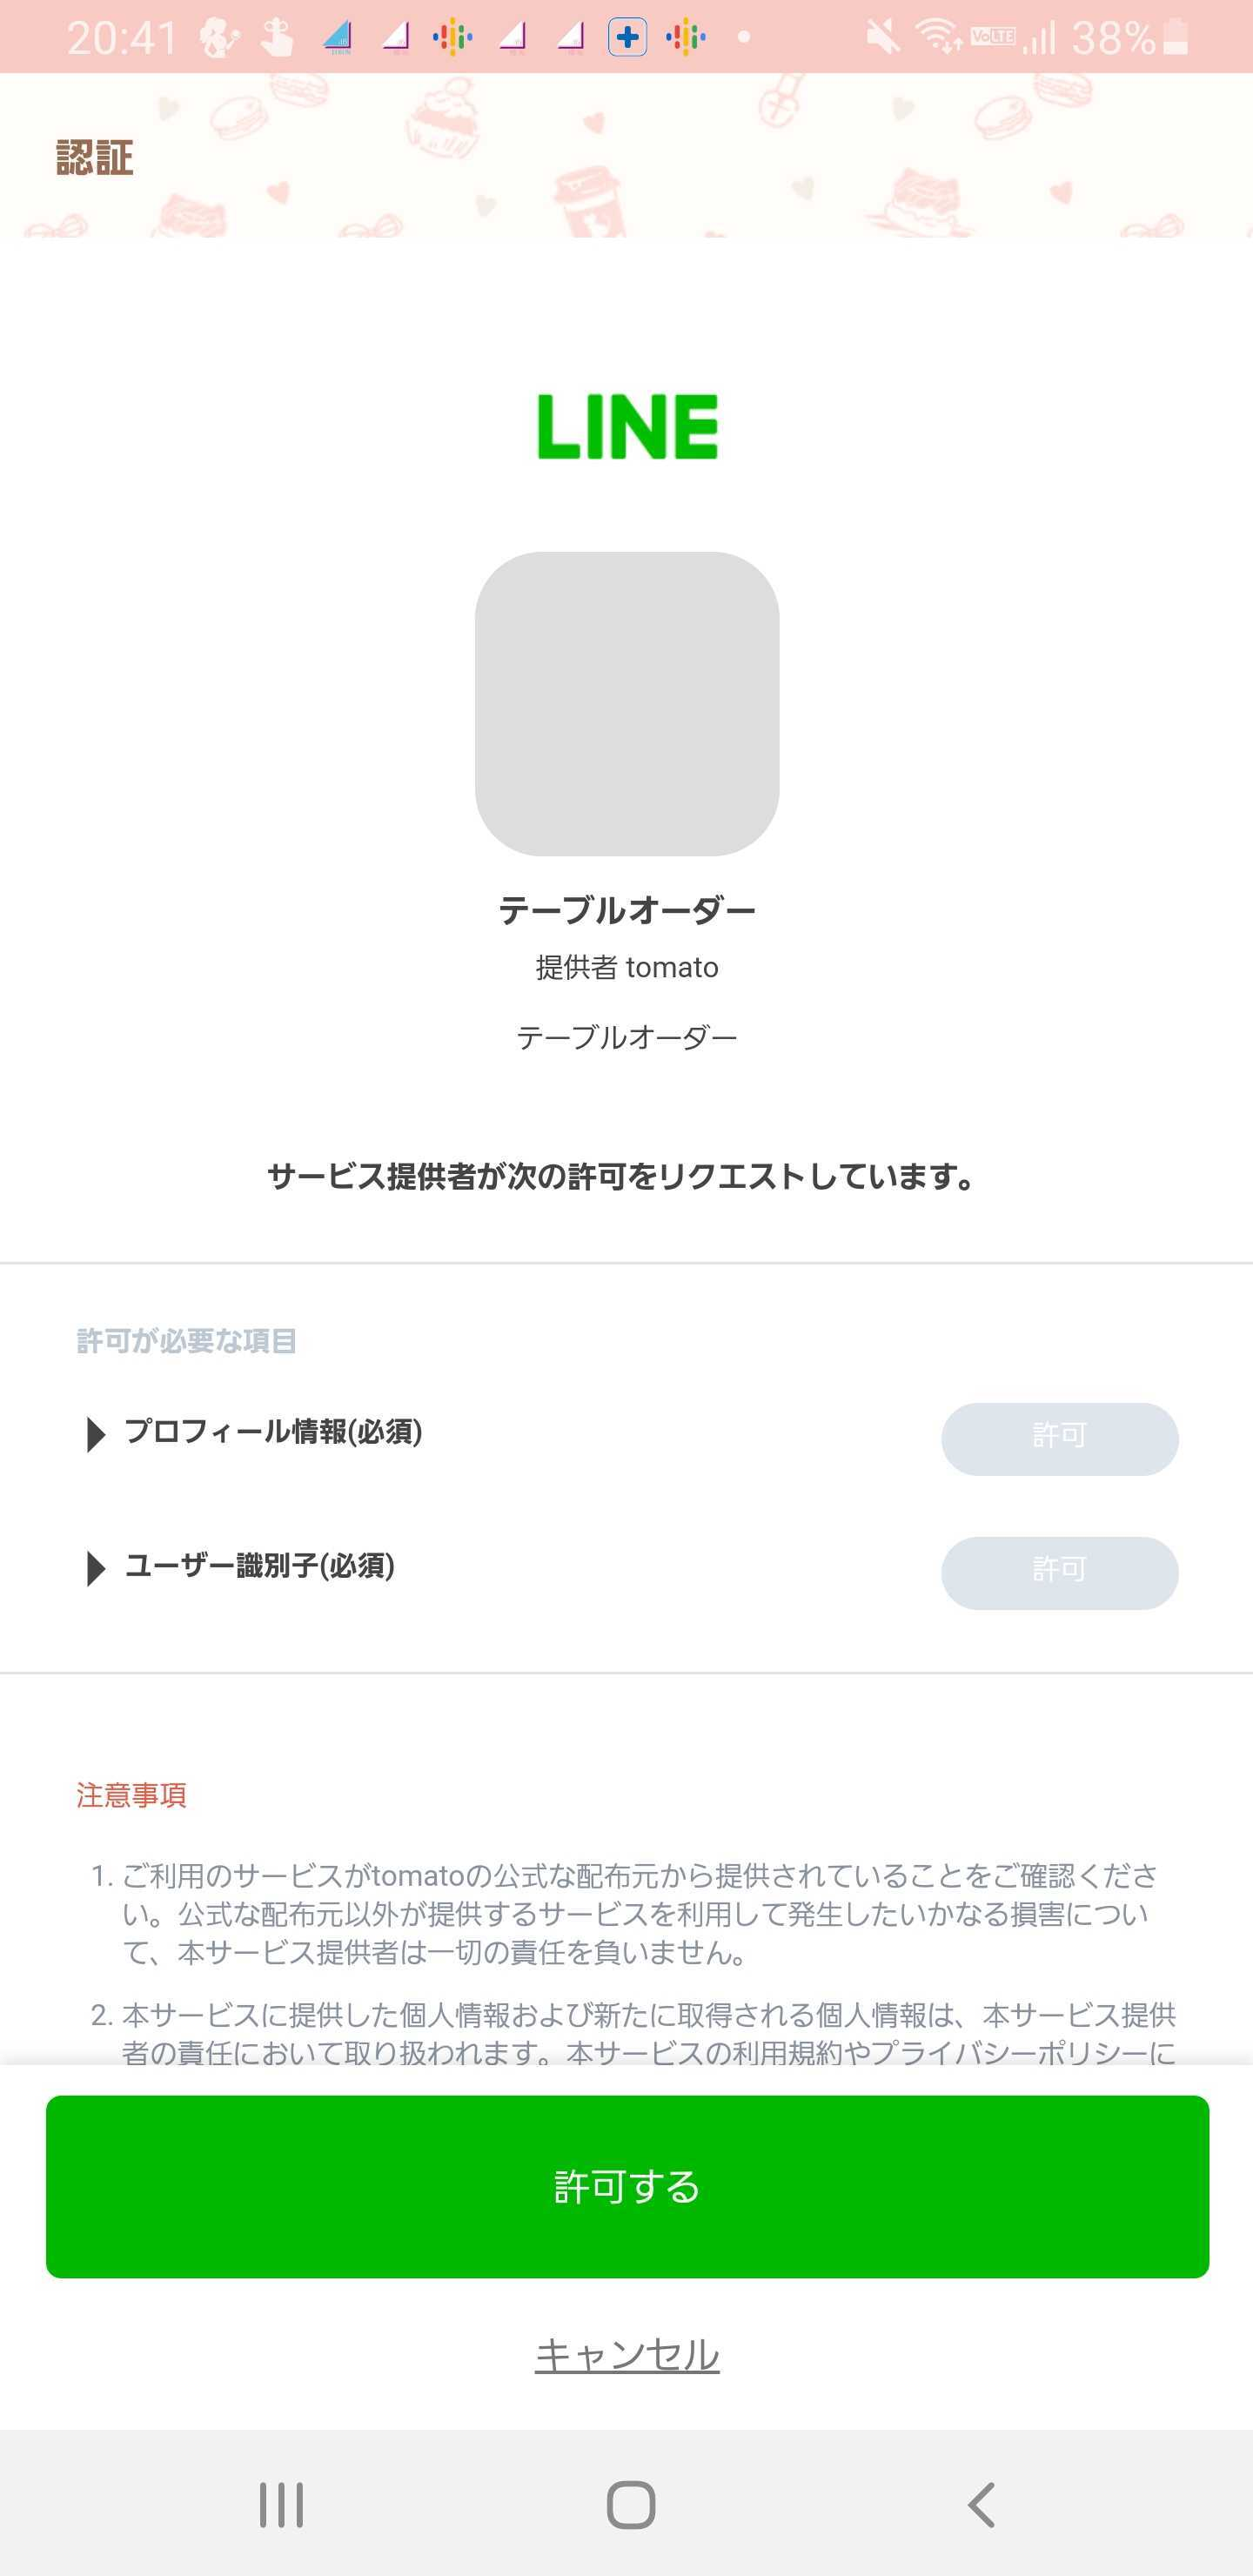 20:41
VoLTE
38%
認証
LINE
テーブルオーダー
提供者 tomato
テーブルオーダー
サービス提供者が次の許可をリクエストしています。
許可が必要な項目
プロフィール情報(必須)
許可
ユーザー識別子(必須)
許可
注意事項
1. ご利用のサービスがtomatoの公式な配布元から提供されていることをご確認くださ
い。公式な配布元以外が提供するサービスを利用して発生したいかなる損害につい
て、本サービス提供者は一切の責任を負いません。
2. 本サービスに提供した個人情報および新たに取得される個人情報は、本サービス提供
者の責任において取り扱われます。本サービスの利用規約やプライバシーポリシーに
許可する
キャンセル